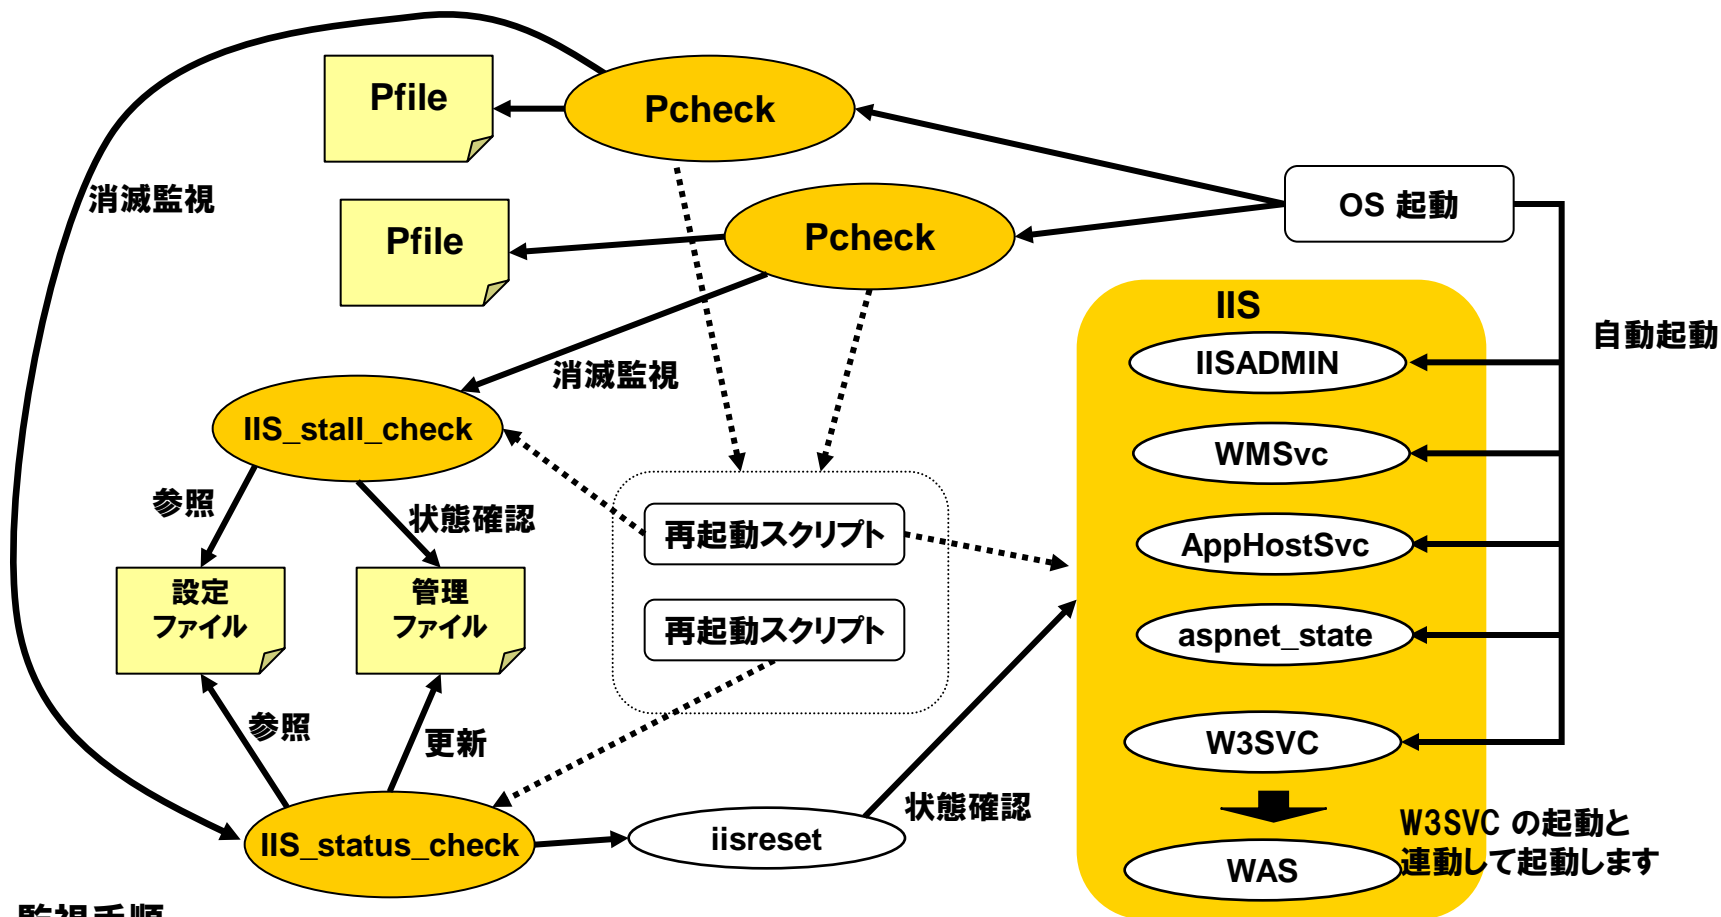 Pfile
Pcheck
消滅監視
OS 起動
Pfile
Pcheck
IIS
自動起動
IISADMIN
消滅監視
IIS_stall_check
WMSvc
参照
状態確認
再起動スクリプト
AppHostSvc
設定
ファイル
管理
ファイル
再起動スクリプト
aspnet_state
参照
更新
W3SVC
状態確認
W3SVC の起動と
連動して起動します
IIS_status_check
iisreset
WAS
監視手順